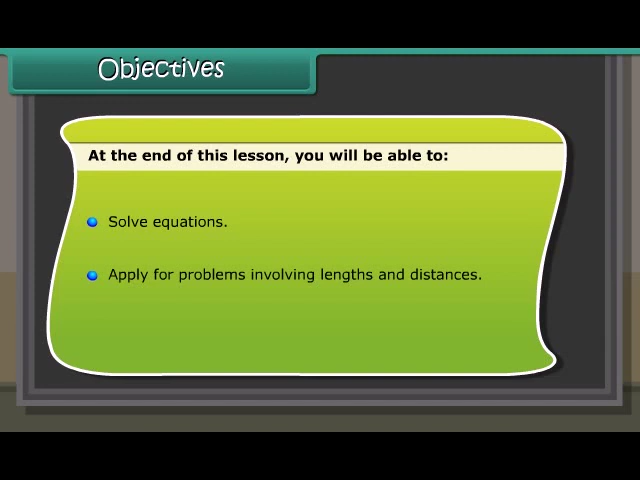 Objectives
At the end of this lesson, you will be able to:
Solve equations.
Apply for problems involving lengths and distances.